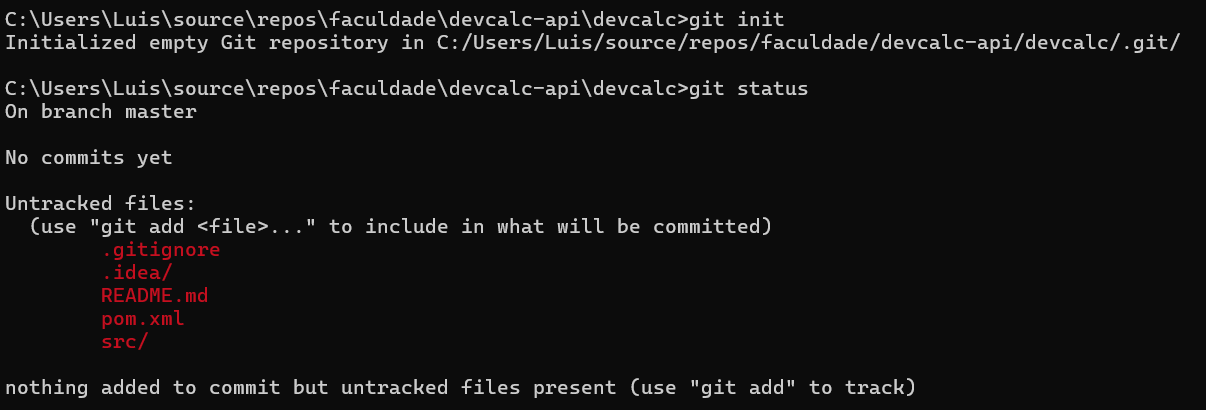 C:\Users\Luis\source\repos\faculdade\devcalc-api\devcalc>git init
Initialized empty Git repository in C:/Users/Luis/source/repos/faculdade/devcalc-api/devcalc/.git/
C:\Users\Luis\source\repos\faculdade\devcalc-api\devcalc>git status
On branch master
No commits yet
Untracked files:
  (use "git add <file>..." to include in what will be committed)
        .gitignore
        .idea/
        README.md
        pom.xml
        src/
nothing added to commit but untracked files present (use "git add" to track)